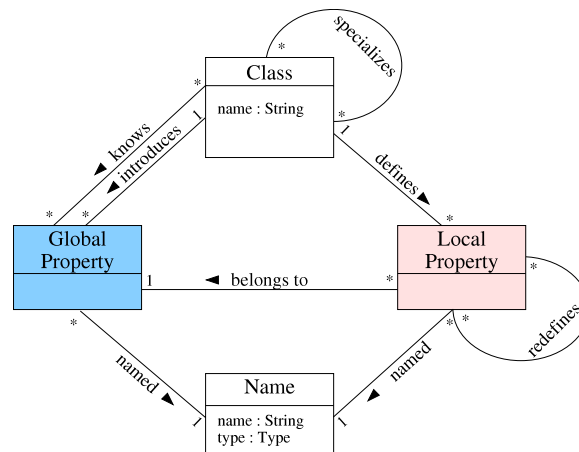 specializes
*
Class
*
*
name : String
1
1
knows
introduces
defines
*
*
*
Global
Property
Local
Property
*
1
belongs to
*
*
*
*
redefines
named
named
Name
1
name : String
type : Type
1